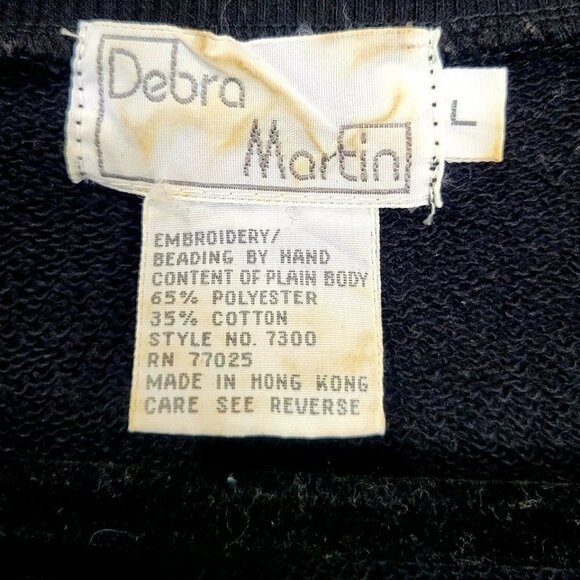 Debra
Martin
L
EMBROIDERY/
BEADING BY HAND
CONTENT OF PLAIN BODY
65% POLYESTER
35% COTTON
STYLE NO. 7300
RN 77025
MADE IN HONG KONG
CARE SEE REVERSE